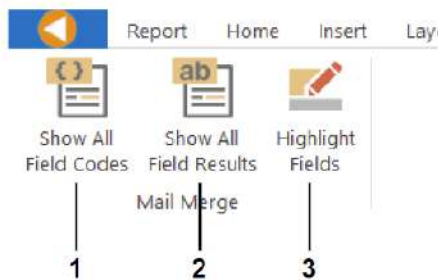 Report Home Insert Lay
{} ab
Show All Show All Highlight
Field Codes Field Results Fields
Mail Merge
1 2 3